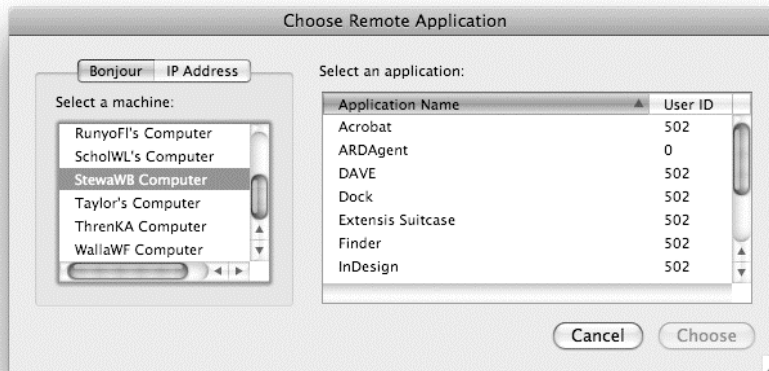 Choose Remote Application
Bonjour IP Address
Select a machine:
RunyoFl's Computer
ScholWL's Computer
StewaWB Computer
Taylor's Computer
ThrenKA Computer
WallaWF Computer
Select an application:
Application Name User ID
Acrobat 502
ARDAgent 0
DAVE 502
Dock 502
Extensis Suitcase 502
Finder 502
InDesign 502
Cancel Choose